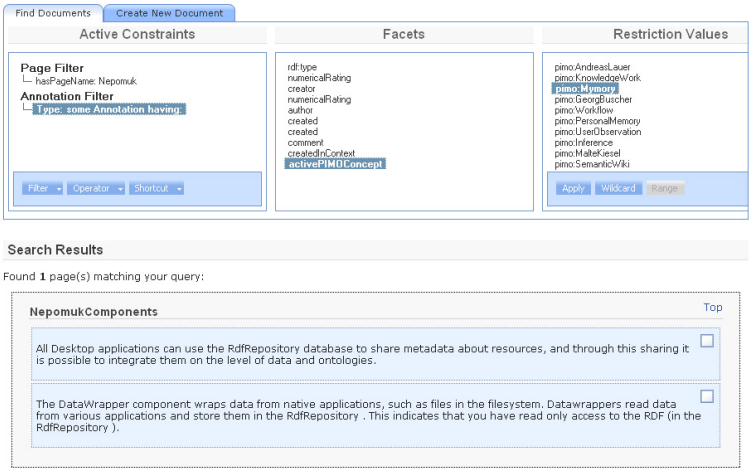 Find Documents
Create New Document
Active Constraints
Facets
Restriction Values
Page Filter
hasPageName: Nepomuk
Annotation Filter
Type: some Annotation having:
Filter
Operator
Shortcut
rdf:type
numericalRating
creator
numericalRating
author
created
created
comment
createdInContext
activePIMOConcept
pimo:AndreasLauer
pimo:KnowledgeWork
pimo:Mymory
pimo:GeorgBuscher
pimo:Workflow
pimo:PersonalMemory
pimo:UserObservation
pimo:Inference
pimo:MalteKiesel
pimo:SemanticWiki
Apply
Wildcard
Range
Search Results
Found 1 page(s) matching your query:
NepomukComponents
Top
All Desktop applications can use the RdfRepository database to share metadata about resources, and through this sharing it
is possible to integrate them on the level of data and ontologies.
The DataWrapper component wraps data from native applications, such as files in the filesystem. Datawrappers read data
from various applications and store them in the RdfRepository . This indicates that you have read only access to the RDF (in the
RdfRepository ).